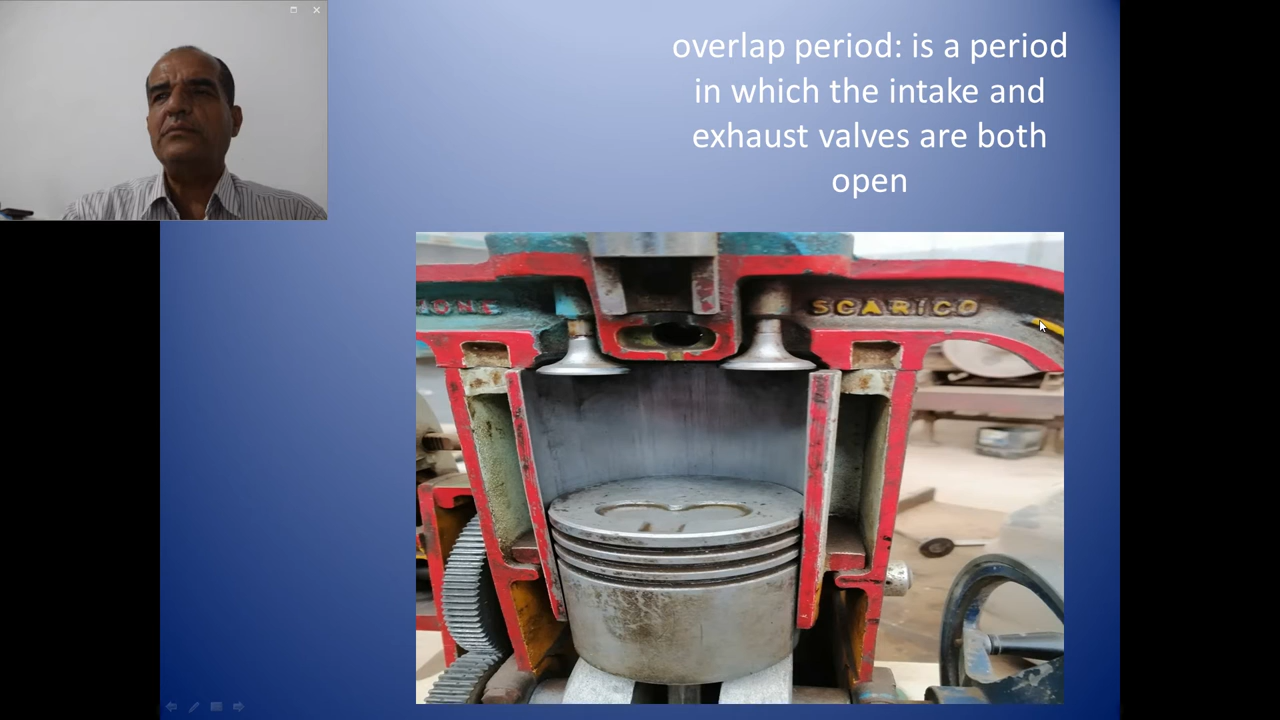 overlap period: is a period
in which the intake and
exhaust valves are both
open
SCARICO